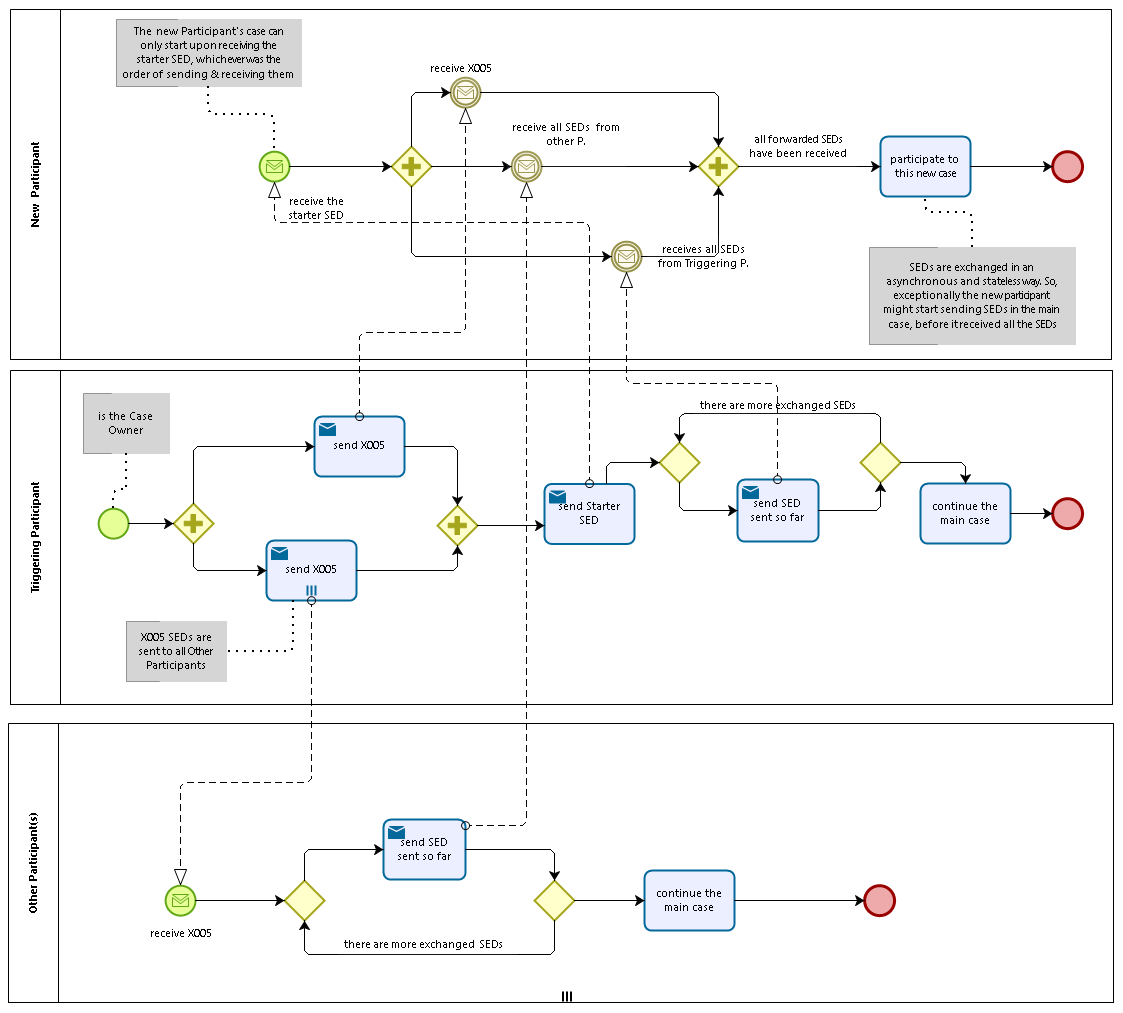 The new Participant's case can
only start upon receiving the
starter SED, whichever was the
order of sending & receiving them
receive X005
receive all SEDs from
other P.
all forwarded SEDs
have been received
participate to
this new case
New Participant
receive the
starter SED
receives all SEDs
from Triggering P.
SEDs are exchanged in an
asynchronous and stateless way. So,
exceptionally the new participant
might start sending SEDs in the main
case, before it received all the SEDs
is the Case
Owner
there are more exchanged SEDs
send X005
Triggering Participant
send Starter
SED
send SED
sent so far
continue the
main case
send X005
X005 SEDs are
sent to all Other
Participants
Other Participant(s)
send SED
sent so far
continue the
main case
receive X005
there are more exchanged SEDs